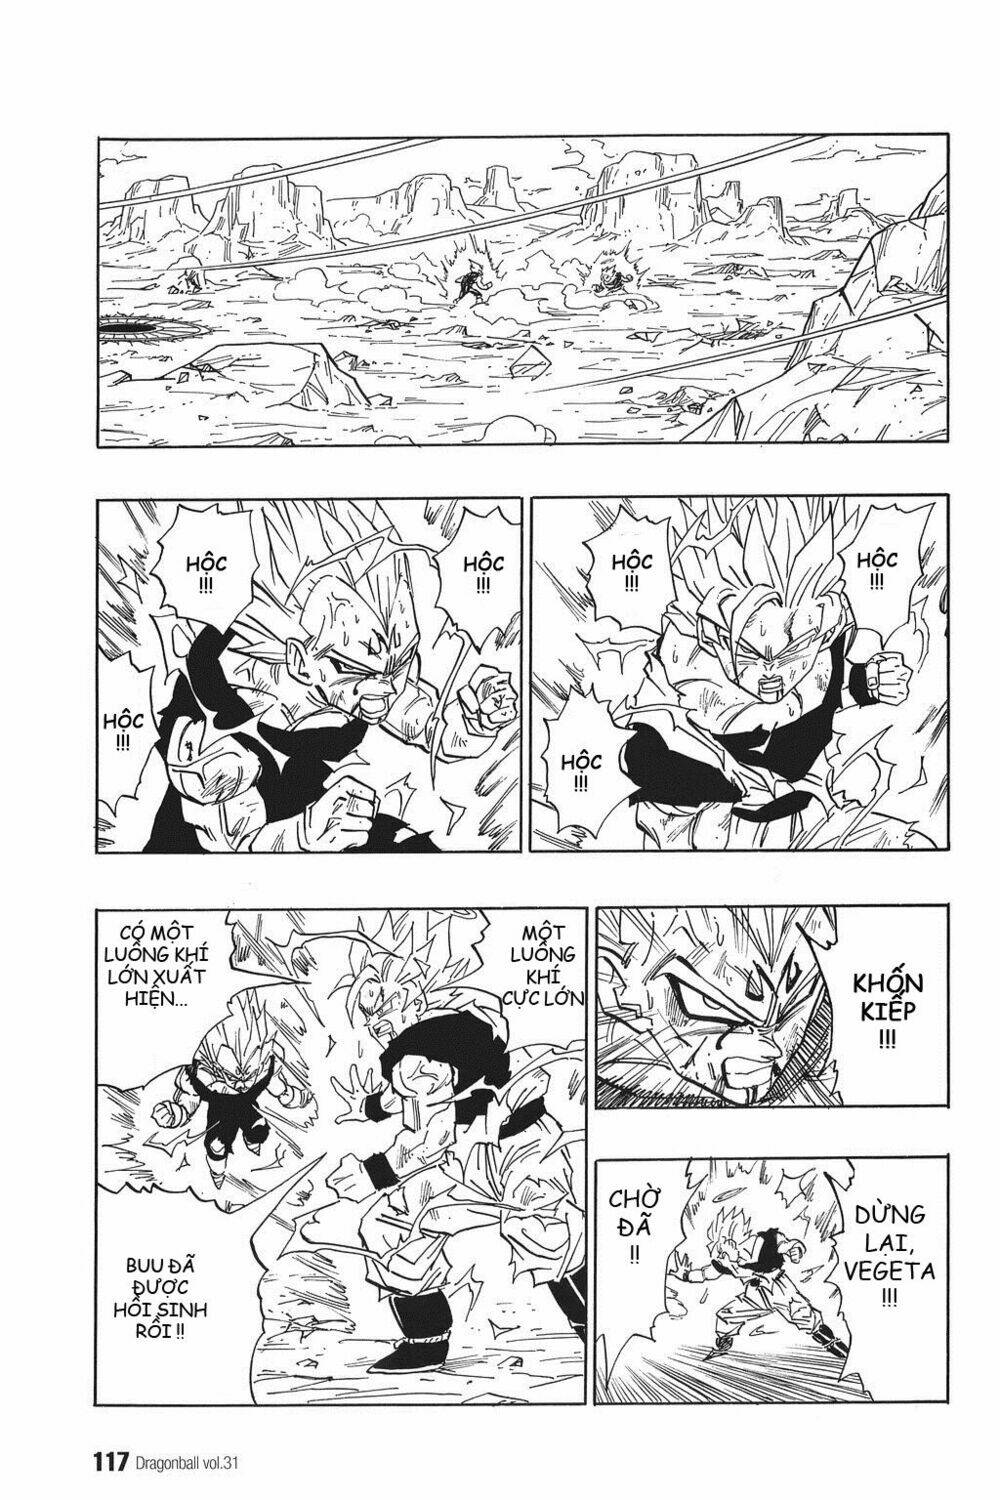 HỘC
!!!
HỘC
!!!
HỘC
!!!
HỘC
!!!
HỘC
!!!
HỘC
!!!
KHỐN
KIẾP
!!!
DỪNG
LẠI,
VEGETA
!!!
CHỜ
ĐÃ
!!
MỘT
LUỒNG
KHÍ
CỰC LỚN
CÓ MỘT
LUỒNG KHÍ
LỚN XUẤT
HIỆN...
BUU ĐÃ
ĐƯỢC
HỒI SINH
RỒI !!
117 Dragonball vol.31